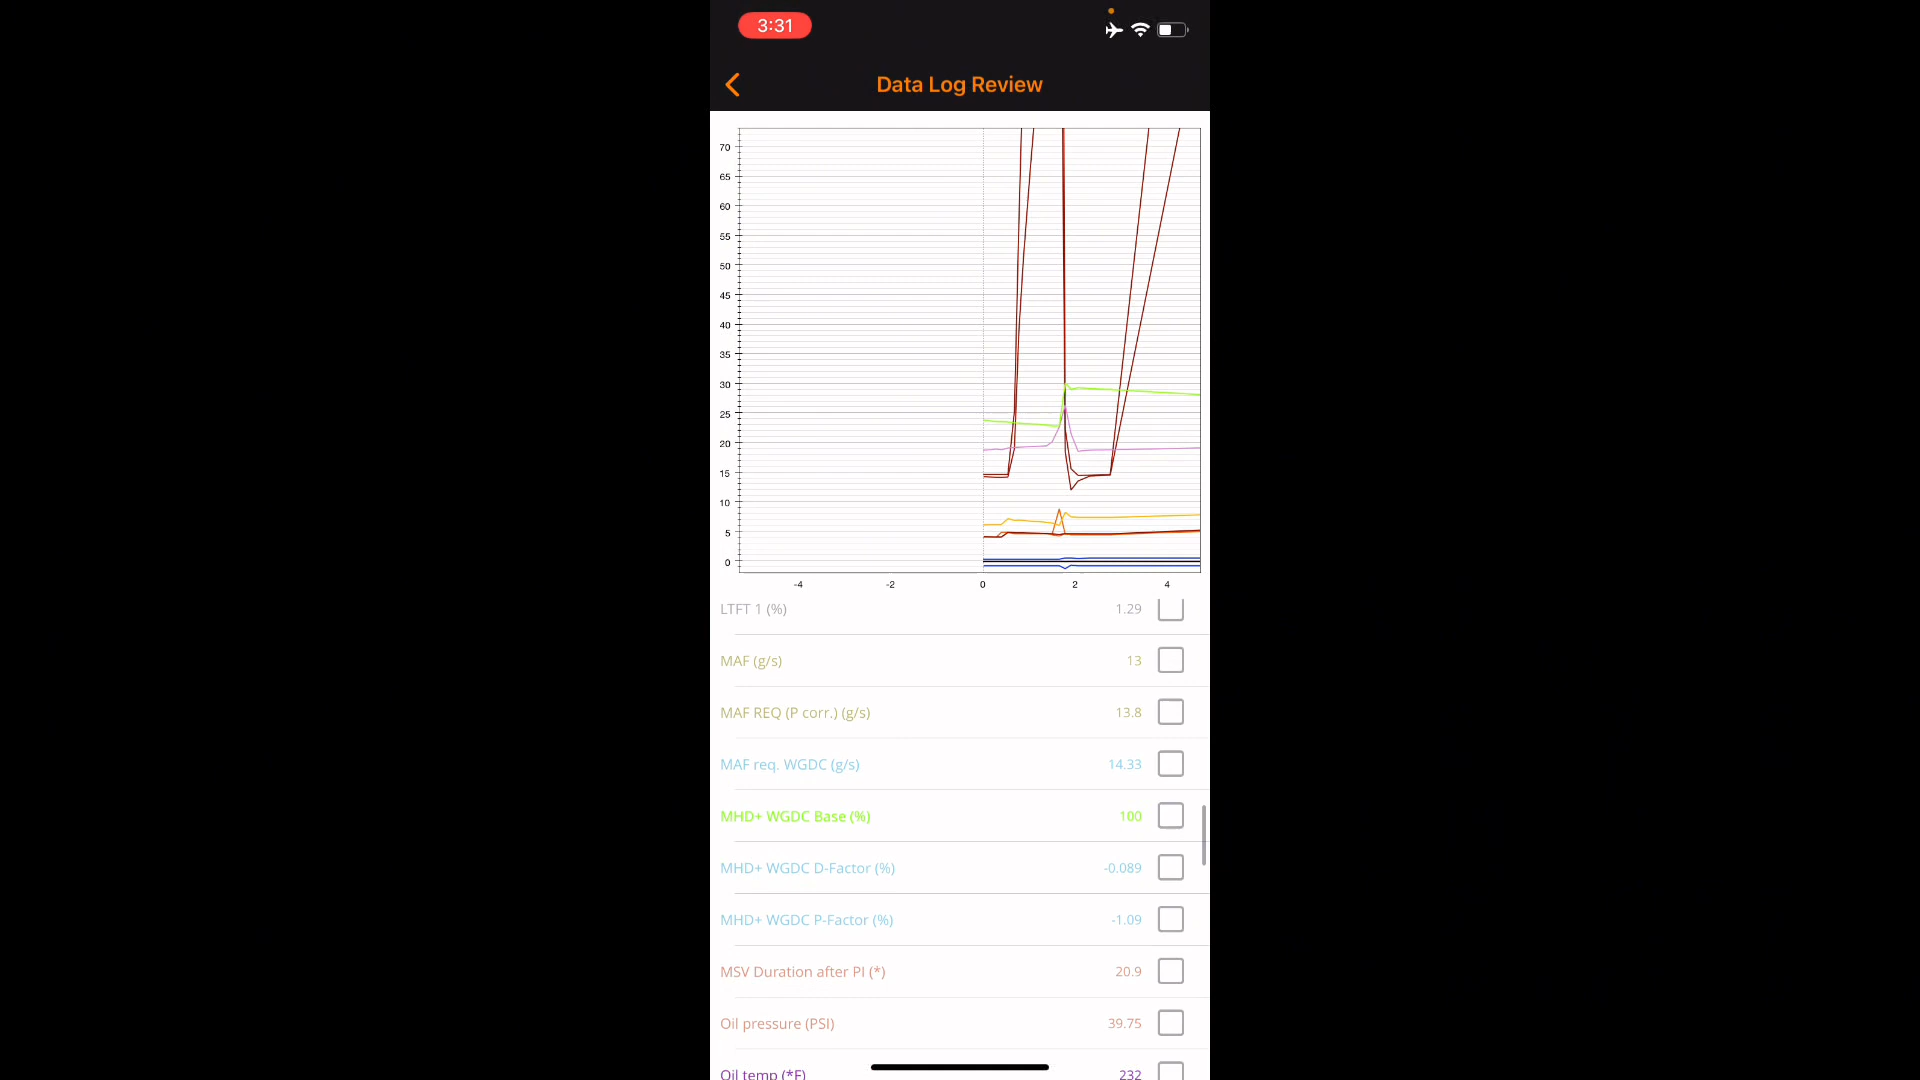 3:31
Data Log Review
70
65
60
55
50
45
40
35
30
25
20
15
10
5
0
-4 -2 0 2 4
LTFT 1 (%) 1.29
MAF (g/s) 13
MAF REQ (P corr.) (g/s) 13.8
MAF req. WGDC (g/s) 14.33
MHD+ WGDC Base (%) 100
MHD+ WGDC D-Factor (%) -0.089
MHD+ WGDC P-Factor (%) -1.09
MSV Duration after PI (*) 20.9
Oil pressure (PSI) 39.75
Oil temp (*F) 232